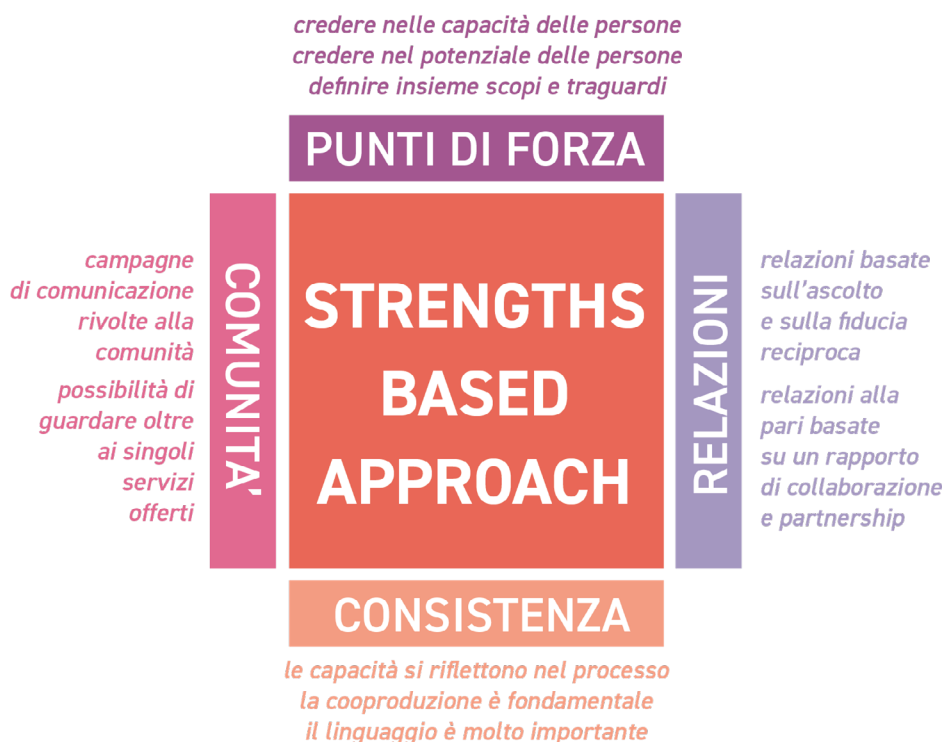 credere nelle capacità delle persone
credere nel potenziale delle persone
definire insieme scopi e traguardi
PUNTI DI FORZA
campagne
di comunicazione
rivolte alla
comunità
possibilità di
guardare oltre
ai singoli
servizi
offerti
COMUNITA'
STRENGTHS
BASED
APPROACH
RELAZIONI
relazioni basate
sull'ascolto
e sulla fiducia
reciproca
relazioni alla
pari basate
su un rapporto
di collaborazione
e partnership
CONSISTENZA
le capacità si riflettono nel processo
la cooproduzione è fondamentale
il linguaggio è molto importante